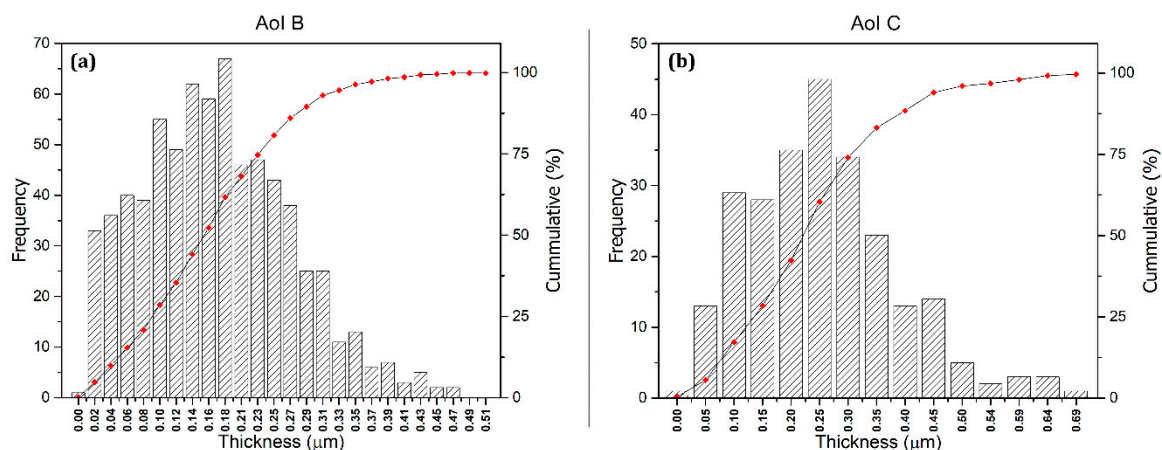 AoI B
(a)
70
60
50
40
30
20
10
0
Frequency
100
75
50
25
0
Cummulative (%)
0.00 0.02 0.04 0.06 0.08 0.10 0.12 0.14 0.16 0.18 0.21 0.23 0.25 0.27 0.29 0.31 0.33 0.35 0.37 0.39 0.41 0.43 0.45 0.47 0.49 0.51
Thickness (μm)
AoI C
(b)
50
40
30
20
10
0
Frequency
100
75
50
25
0
Cummulative (%)
0.00 0.05 0.10 0.15 0.20 0.25 0.30 0.35 0.40 0.45 0.50 0.54 0.59 0.64 0.69
Thickness (μm)